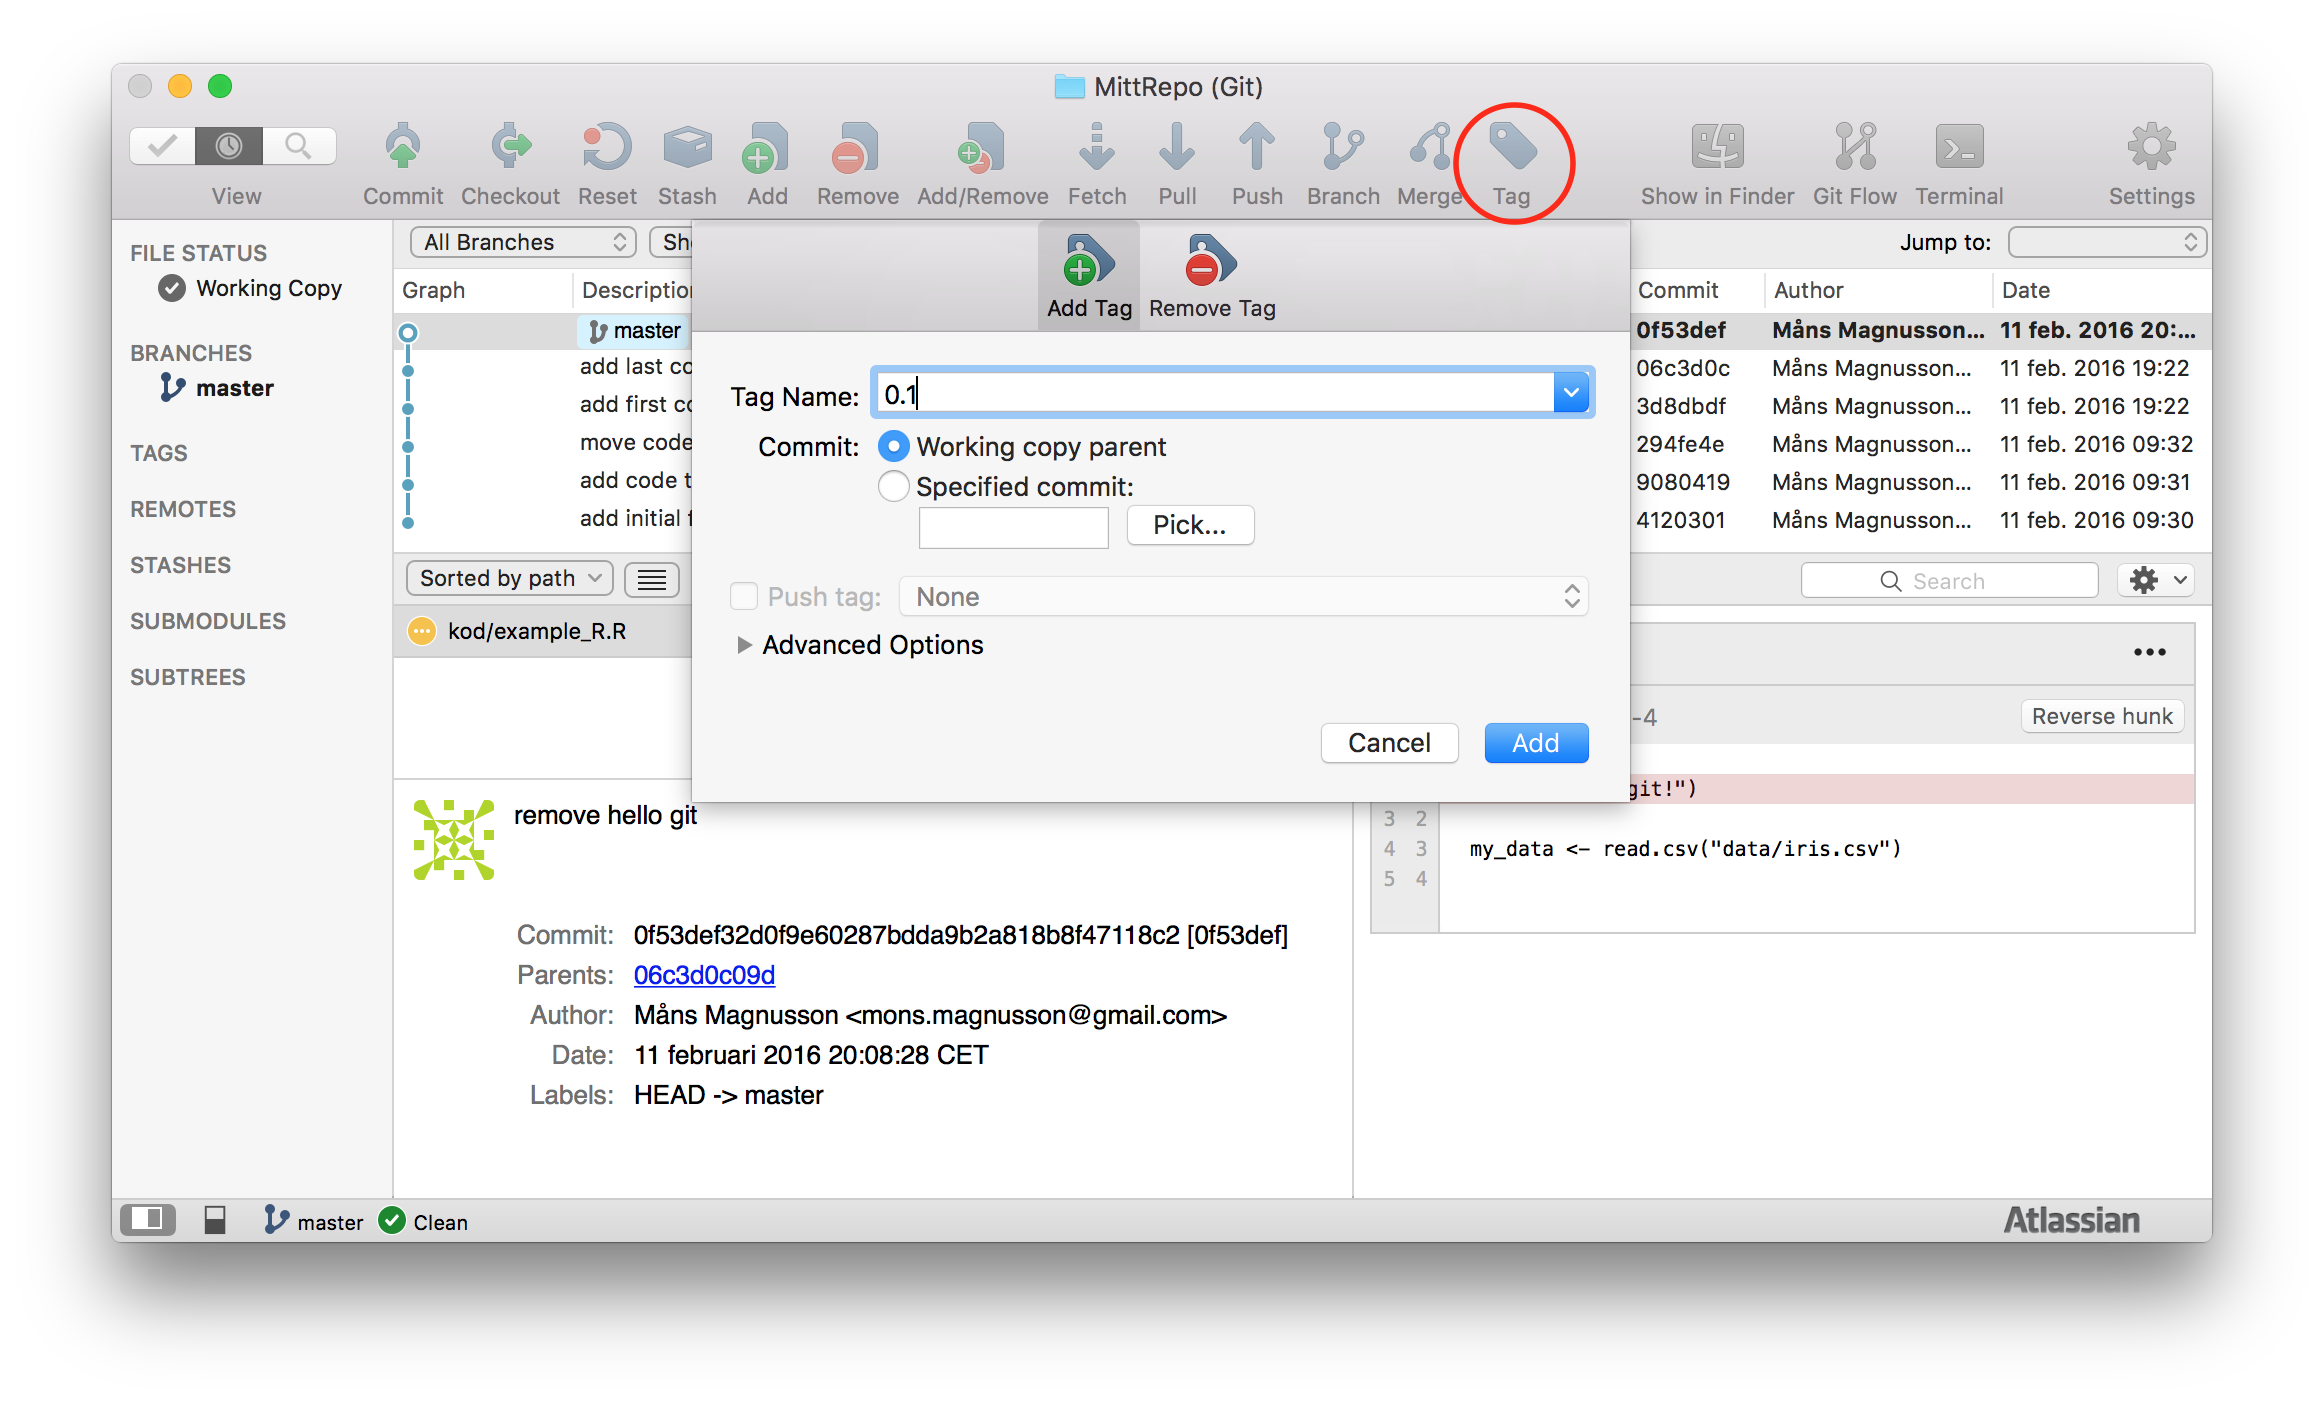 MittRepo (Git)
View Commit Checkout Reset Stash Add Remove Add/Remove Fetch Pull Push Branch Merge Tag Show in Finder Git Flow Terminal Settings
FILE STATUS
Working Copy
BRANCHES
master
TAGS
REMOTES
STASHES
SUBMODULES
SUBTREES
All Branches
Jump to:
Graph
Commit Author Date
master
0f53def Måns Magnusson... 11 feb. 2016 20:...
add last
06c3d0c Måns Magnusson... 11 feb. 2016 19:22
add first
3d8dbdf Måns Magnusson... 11 feb. 2016 19:22
move code
294fe4e Måns Magnusson... 11 feb. 2016 09:32
add code
9080419 Måns Magnusson... 11 feb. 2016 09:31
add initial
4120301 Måns Magnusson... 11 feb. 2016 09:30
Add Tag Remove Tag
Tag Name: 0.1
Commit: Working copy parent
Specified commit:
Pick...
Push tag: None
Advanced Options
Cancel Add
Sorted by path
Search
kod/example_R.R
-4
Reverse hunk
git!")
3 2
4 3 my_data <- read.csv("data/iris.csv")
5 4
remove hello git
Commit: 0f53def32d0f9e60287bdda9b2a818b8f47118c2 [0f53def]
Parents: 06c3d0c09d
Author: Måns Magnusson <mons.magnusson@gmail.com>
Date: 11 februari 2016 20:08:28 CET
Labels: HEAD -> master
master Clean
Atlassian